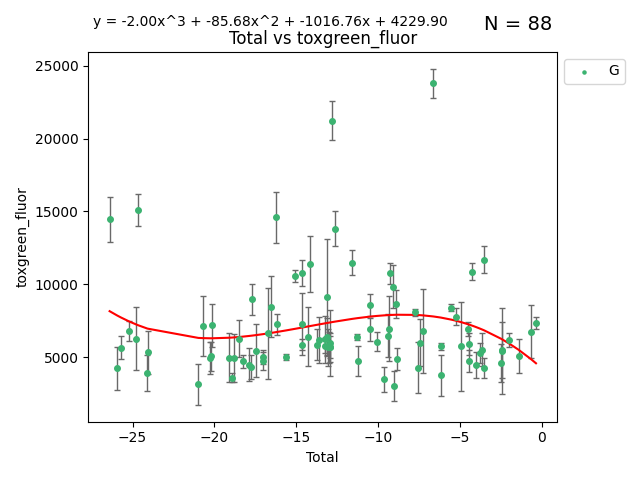 y = -2.00x^3 + -85.68x^2 + -1016.76x + 4229.90
N = 88
Total vs toxgreen_fluor
G
25000
20000
15000
10000
5000
toxgreen_fluor
−25 −20 −15 −10 −5 0
Total